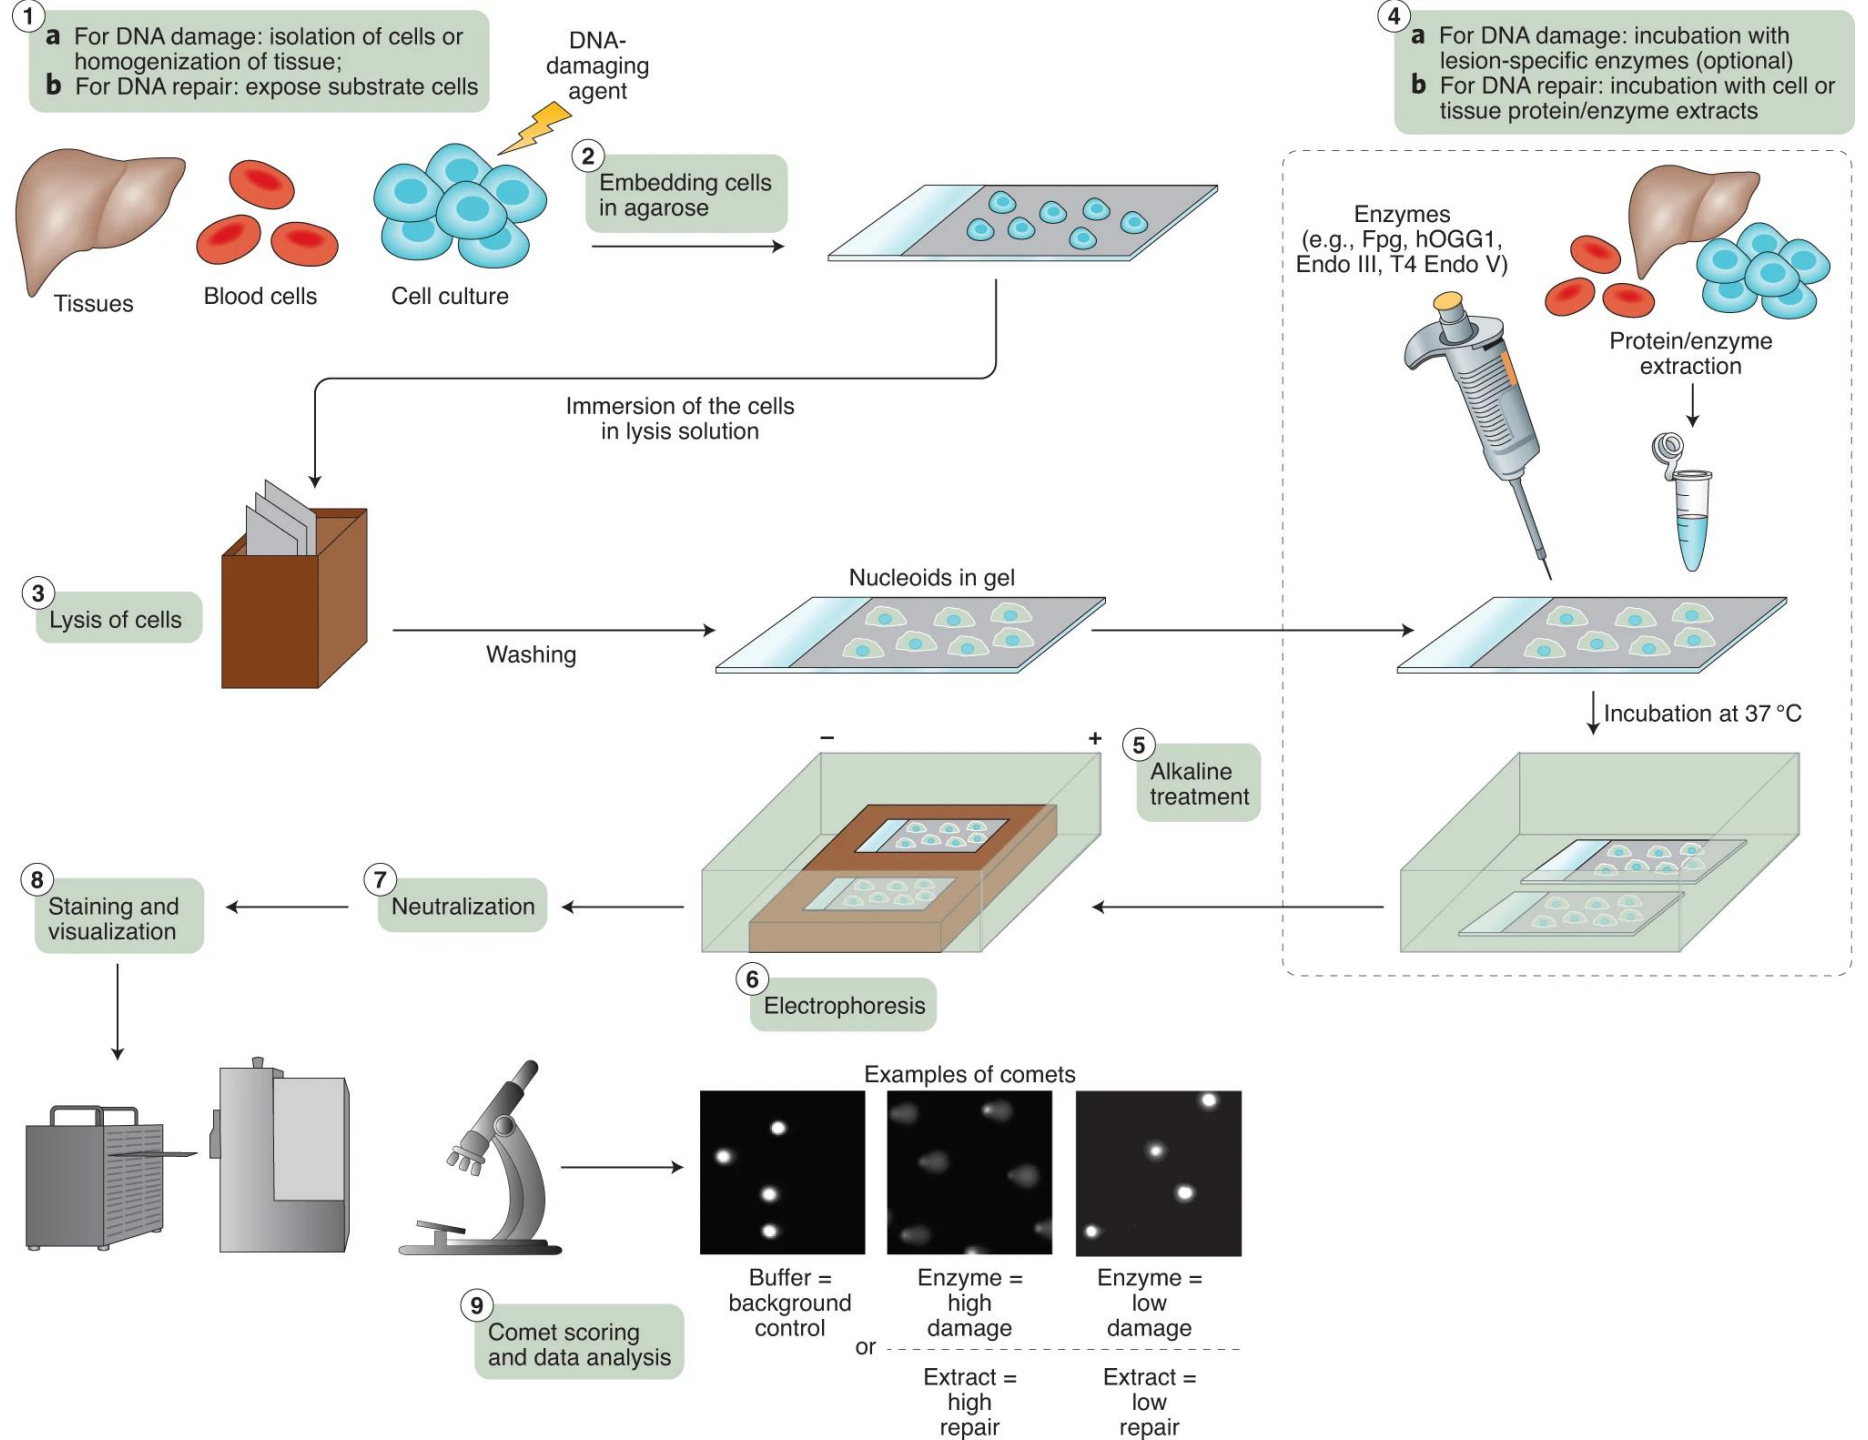 1
a For DNA damage: isolation of cells or
homogenization of tissue;
b For DNA repair: expose substrate cells
DNA-
damaging
agent
2
Embedding cells
in agarose
Tissues
Blood cells
Cell culture
4
a For DNA damage: incubation with
lesion-specific enzymes (optional)
b For DNA repair: incubation with cell or
tissue protein/enzyme extracts
Enzymes
(e.g., Fpg, hOGG1,
Endo III, T4 Endo V)
Protein/enzyme
extraction
Immersion of the cells
in lysis solution
3
Lysis of cells
Washing
Nucleoids in gel
Incubation at 37 °C
– +
5
Alkaline
treatment
6
Electrophoresis
7
Neutralization
8
Staining and
visualization
Examples of comets
9
Comet scoring
and data analysis
Buffer =
background
control
or
Enzyme =
high
damage
Extract =
high
repair
Enzyme =
low
damage
Extract =
low
repair